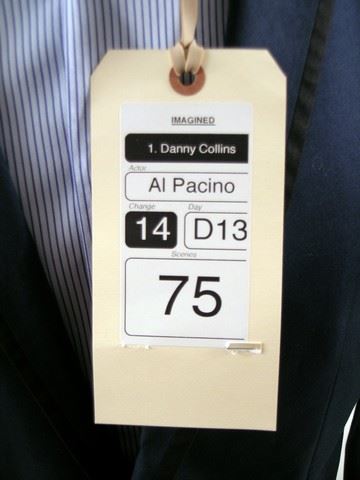 IMAGINED
1. Danny Collins
Actor
Al Pacino
Change Day
14 D13
Scenes
75